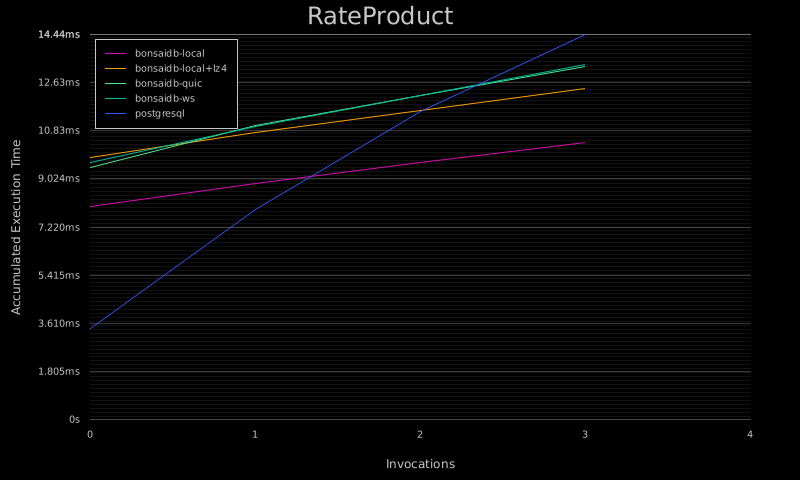 RateProduct
14.44ms
12.63ms
10.83ms
9.024ms
7.220ms
5.415ms
3.610ms
1.805ms
0s
bonsaidb-local
bonsaidb-local+lz4
bonsaidb-quic
bonsaidb-ws
postgresql
Accumulated Execution Time
0 1 2 3 4
Invocations